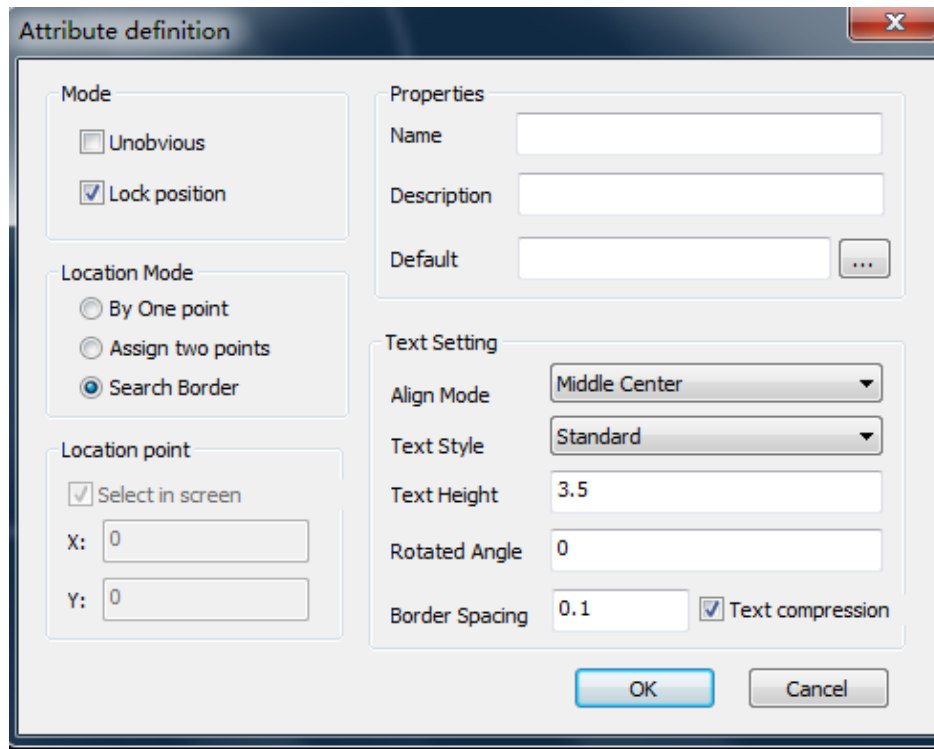 Attribute definition
Mode
Unobvious
Lock position
Location Mode
By One point
Assign two points
Search Border
Location point
Select in screen
X: 0
Y: 0
Properties
Name
Description
Default ...
Text Setting
Align Mode Middle Center
Text Style Standard
Text Height 3.5
Rotated Angle 0
Border Spacing 0.1 Text compression
OK Cancel